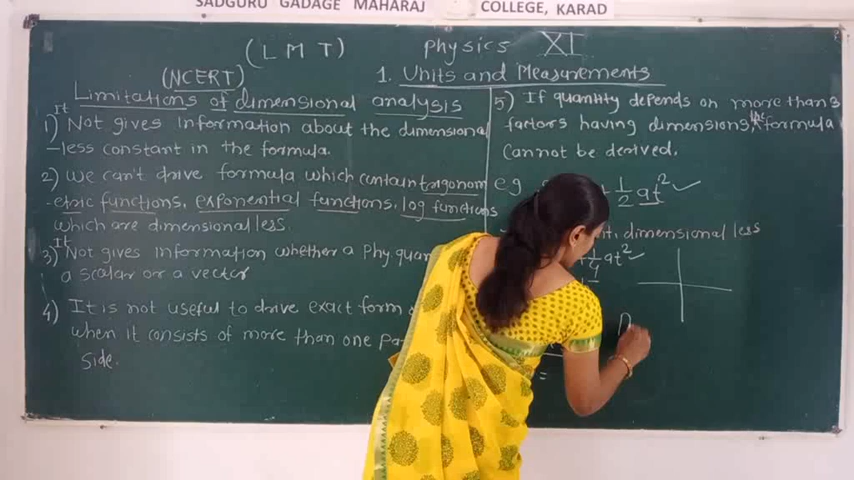 SADGURU GADAGE MAHARAJ COLLEGE, KARAD
(L M T)
physics XI
(NCERT)
1. Units and Measurements
Limitations of dimensional analysis
1) It Not gives information about the dimensional
-less constant in the formula.
2) We can't drive formula which contain trigonom
-etric functions, exponential functions, log functions
which are dimensional less.
3) It Not gives information whether a Phy quan
a scalar or a vector
4) It is not useful to drive exact form
when it consists of more than one
side.
5) If quantity depends on more than 3
factors having dimensions, the formula
cannot be derived.
eg + 1/2 at² ✓
dimensional less
+ 1/4 at² ✓
=